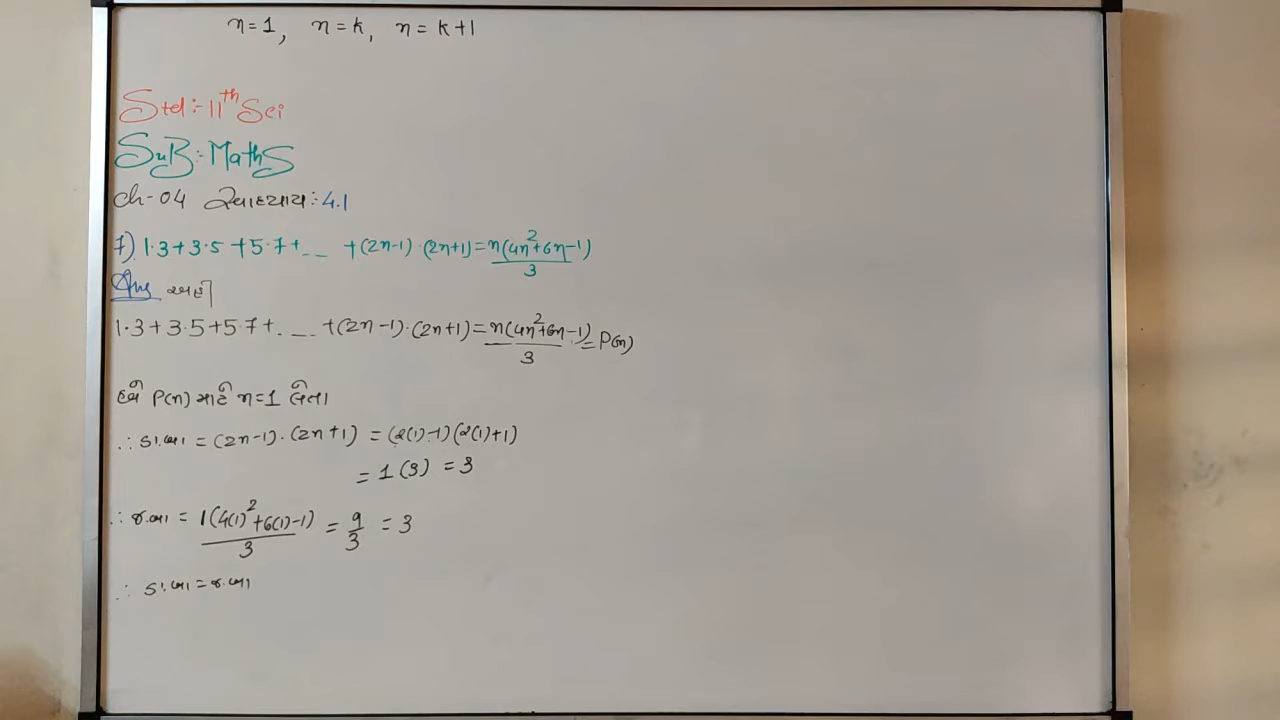 n=1, n=k, n=k+1
Std:-11th Sci
SuB:-MathS
ch-04 સ્વાધ્યાય:-4.1
7) 1·3+3·5+5·7+.-- +(2n-1)·(2n+1)=n(4n²+6n-1)/3
Ans અહીં
1·3+3·5+5·7+.-- +(2n-1)·(2n+1)=n(4n²+6n-1)/3=P(n)
હવે P(n) માટે n=1 લેતા
∴ ડા.બા = (2n-1)·(2n+1) = (2(1)-1)(2(1)+1)
= 1(3) = 3
∴ જ.બા = 1(4(1)²+6(1)-1)/3 = 9/3 = 3
∴ ડા.બા = જ.બા